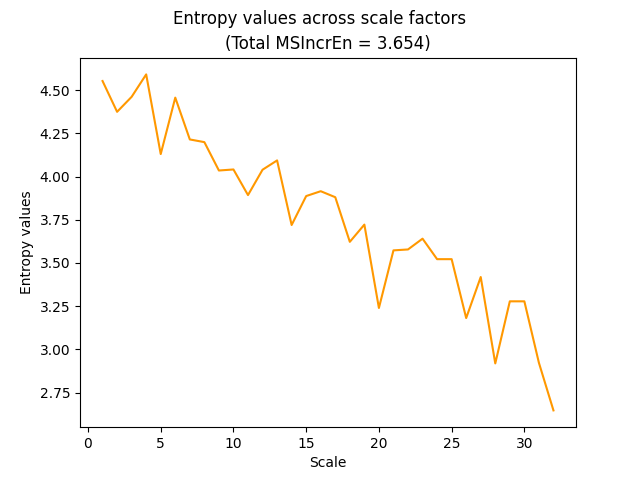 Entropy values across scale factors
(Total MSIncrEn = 3.654)
Entropy values
4.50
4.25
4.00
3.75
3.50
3.25
3.00
2.75
0 5 10 15 20 25 30
Scale